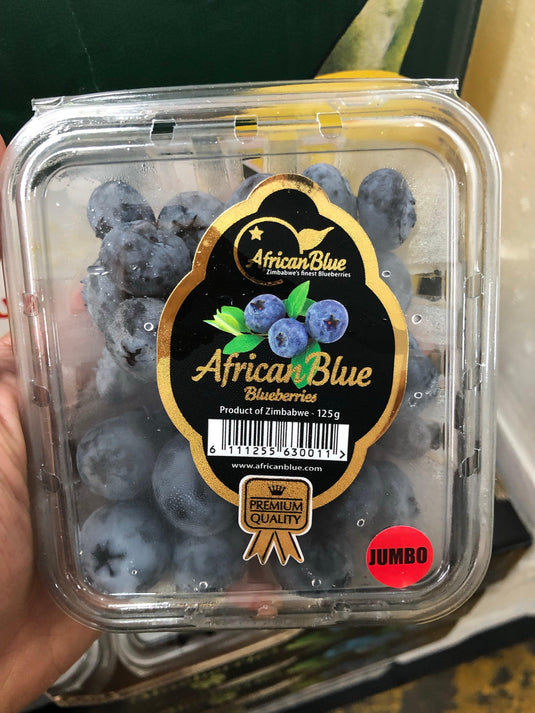 AfricanBlue
Zimbabwe's finest Blueberries
AfricanBlue
Blueberries
Product of Zimbabwe - 125g
6 111255 630011 >
www.africanblue.com
PREMIUM
QUALITY
JUMBO